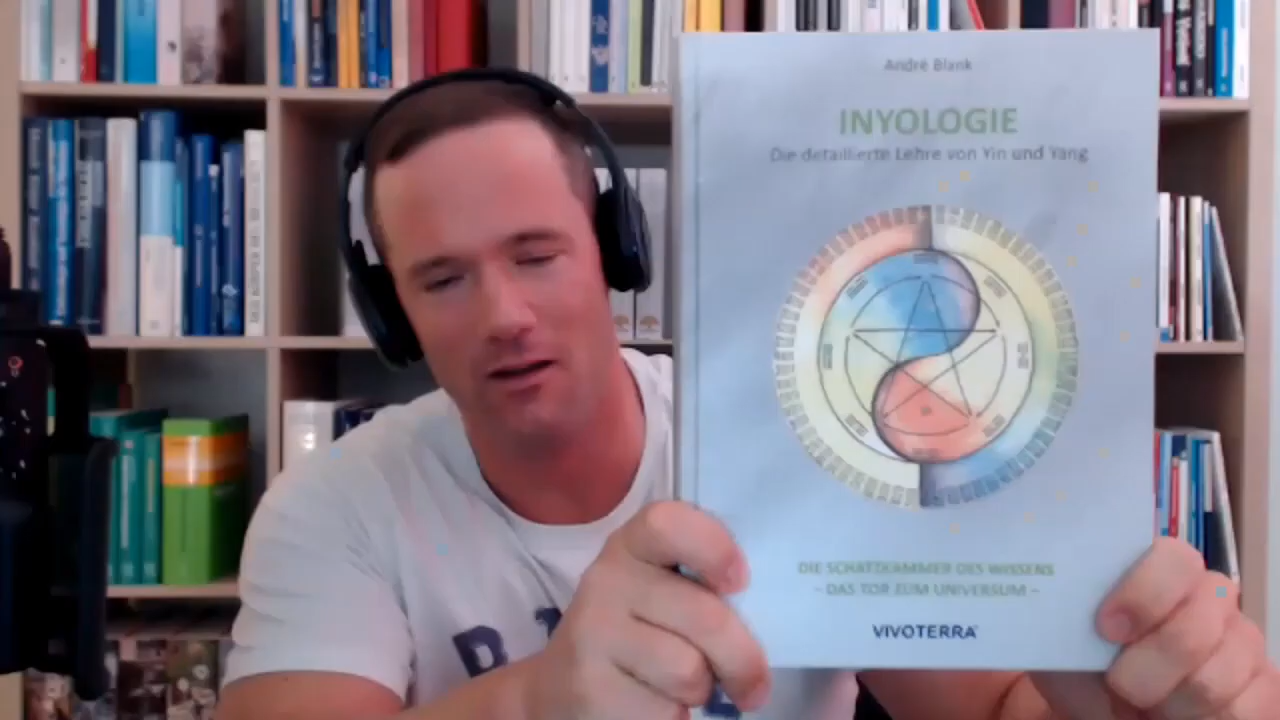 André Blank
INYOLOGIE
Die detaillierte Lehre von Yin und Yang
DIE SCHATZKAMMER DES WISSENS
– DAS TOR ZUM UNIVERSUM –
VIVOTERRA